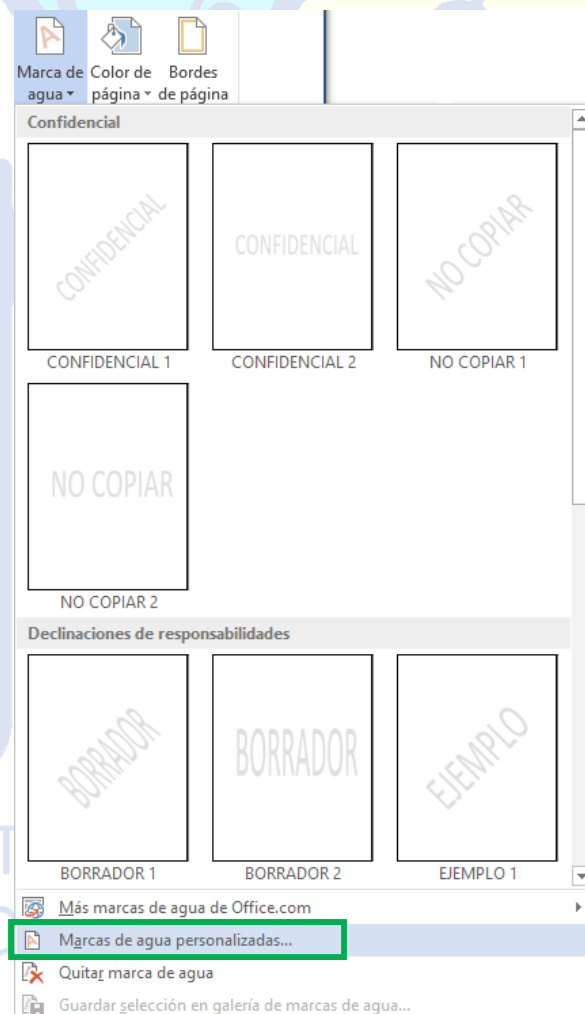 Marca de Color de Bordes
agua página de página
Confidencial
CONFIDENCIAL CONFIDENCIAL NO COPIAR
CONFIDENCIAL 1 CONFIDENCIAL 2 NO COPIAR 1
NO COPIAR
NO COPIAR 2
Declinaciones de responsabilidades
BORRADOR BORRADOR EJEMPLO
BORRADOR 1 BORRADOR 2 EJEMPLO 1
Más marcas de agua de Office.com
Marcas de agua personalizadas...
Quitar marca de agua
Guardar selección en galería de marcas de agua...